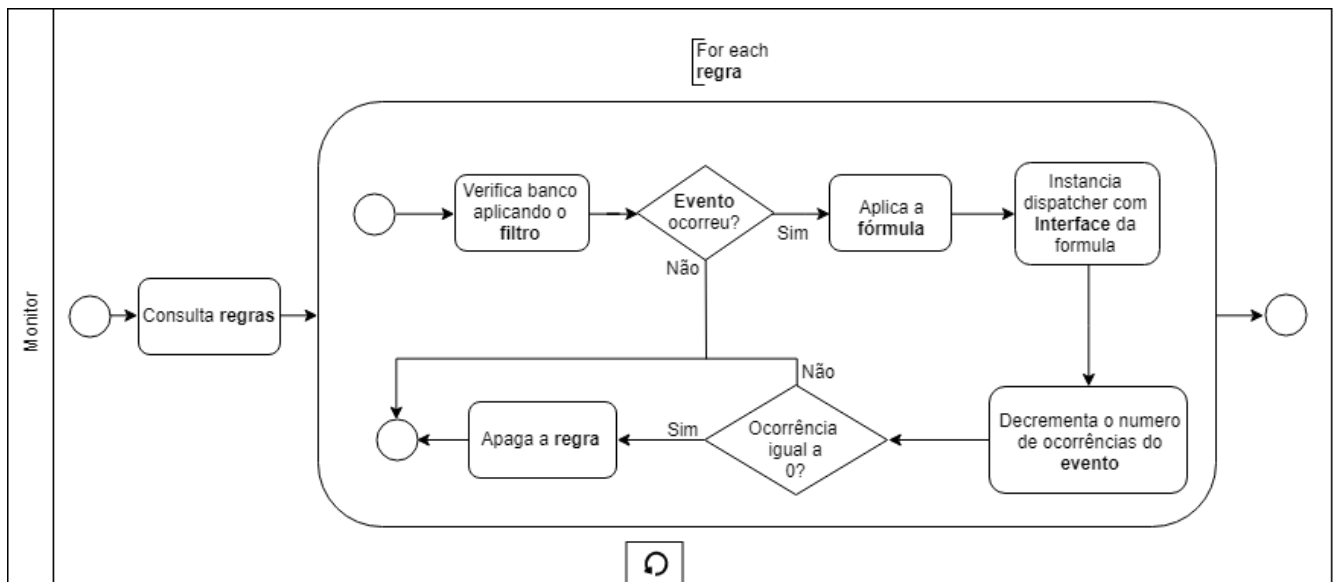 For each
regra
Verifica banco
aplicando o
filtro
Evento
ocorreu?
Sim
Não
Aplica a
fórmula
Instancia
dispatcher com
Interface da
formula
Monitor
Consulta regras
Decrementa o numero
de ocorrências do
evento
Ocorrência
igual a
0?
Não
Sim
Apaga a regra